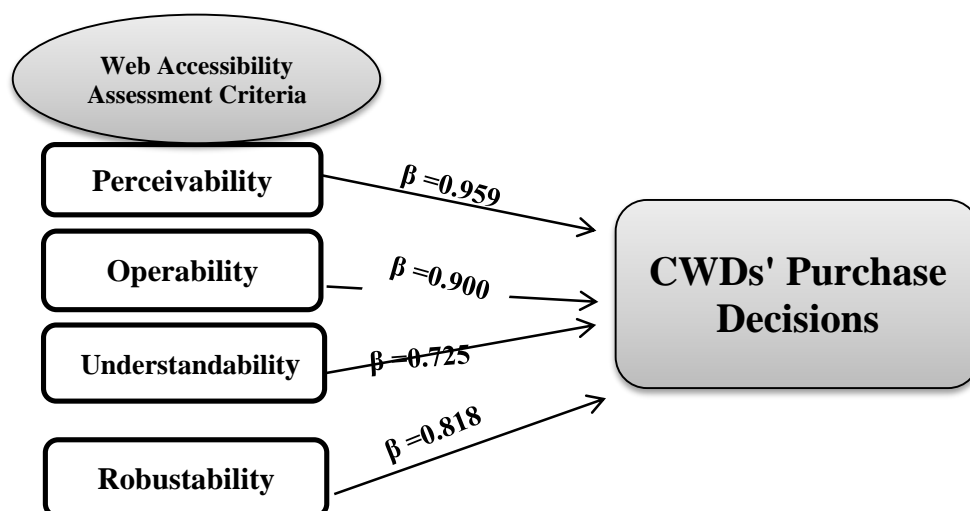 Web Accessibility
Assessment Criteria
Perceivability
β =0.959
Operability
β =0.900
CWDs' Purchase
Decisions
Understandability
β =0.725
Robustability
β =0.818